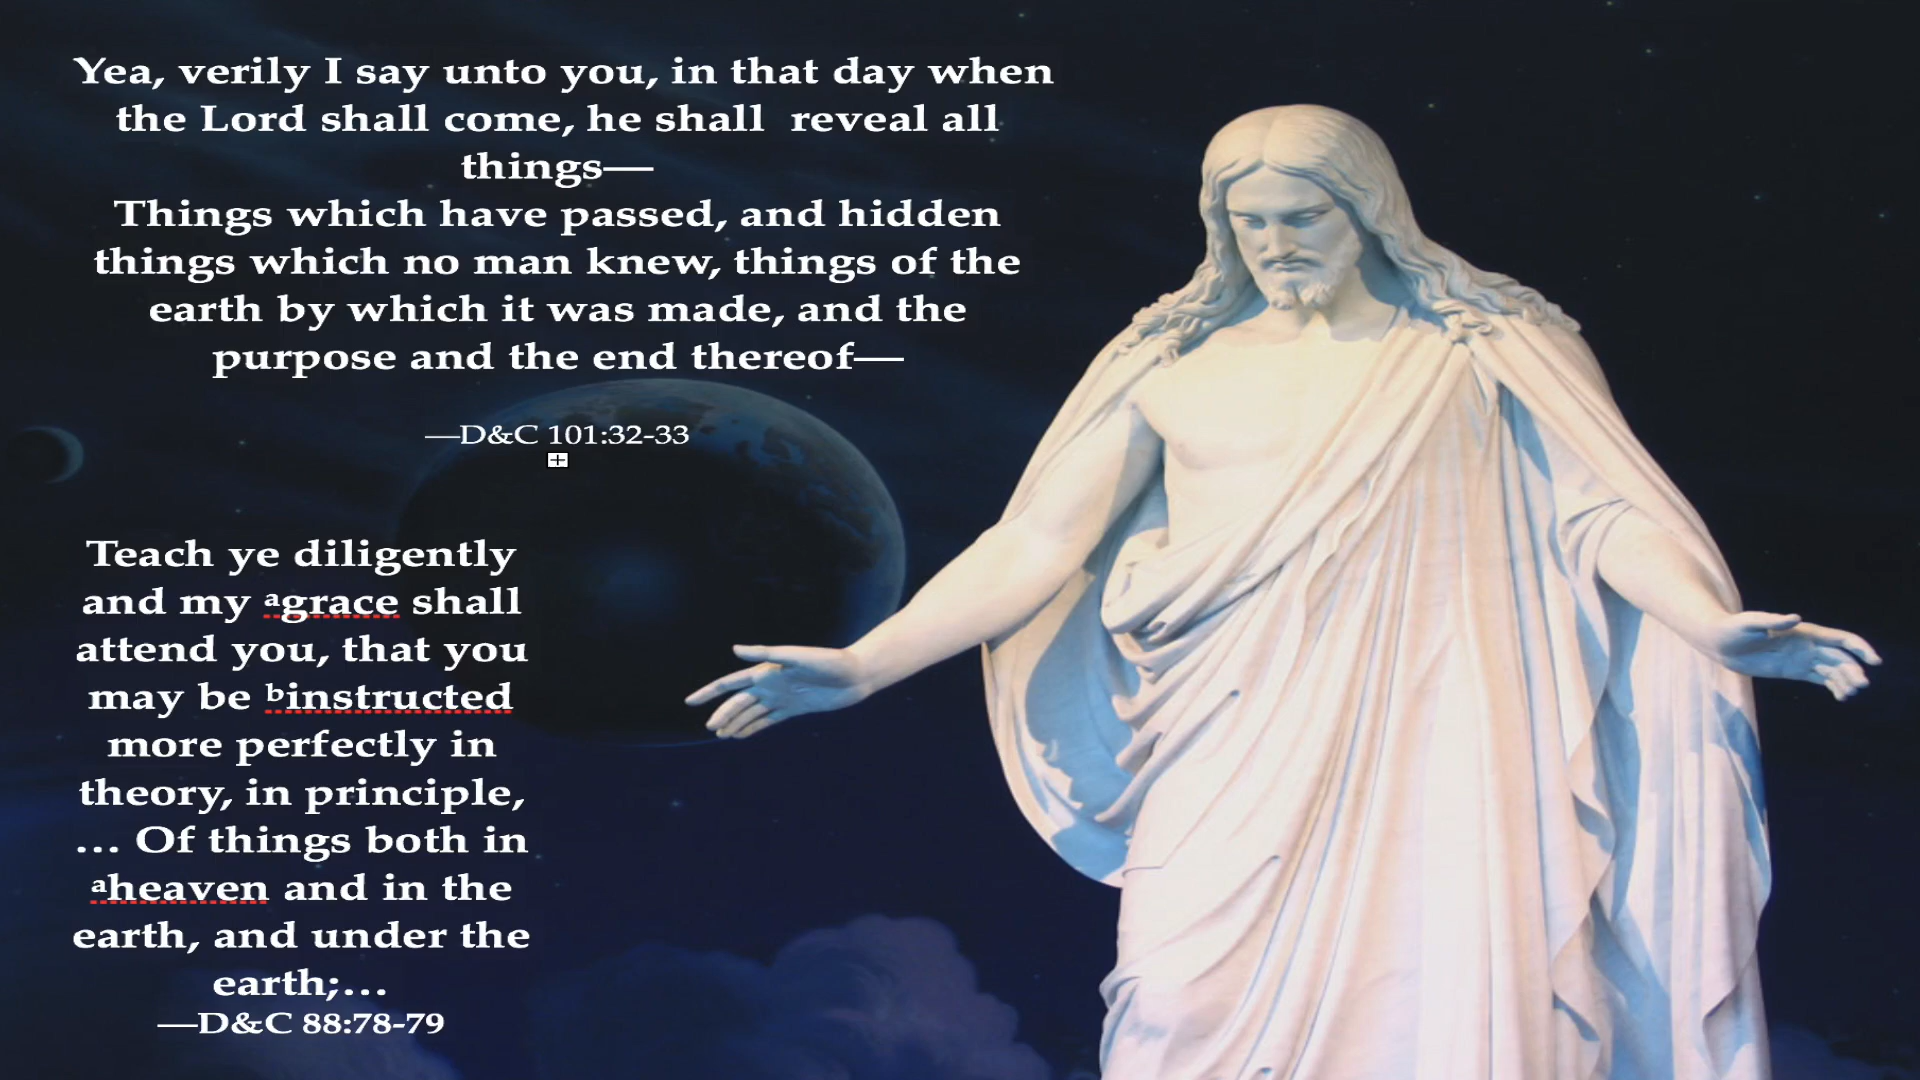 Yea, verily I say unto you, in that day when
the Lord shall come, he shall  reveal all
things—
Things which have passed, and hidden
things which no man knew, things of the
earth by which it was made, and the
purpose and the end thereof—
—D&C 101:32-33
Teach ye diligently
and my ᵃgrace shall
attend you, that you
may be ᵇinstructed
more perfectly in
theory, in principle,
… Of things both in
ᵃheaven and in the
earth, and under the
earth;…
—D&C 88:78-79